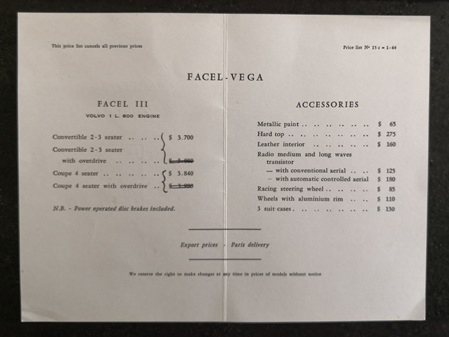 This price list cancels all previous prices
Price list Nº 15 c - 1-64
FACEL-VEGA
FACEL III
VOLVO 1 L. 800 ENGINE
Convertible 2-3 seater .. .. .. $ 3.700
Convertible 2-3 seater
with overdrive .. .. ..
Coupe 4 seater .. .. .. .. $ 3.840
Coupe 4 seater with overdrive ..
N.B. - Power operated disc brakes included.
ACCESSORIES
Metallic paint .. .. .. .. .. .. $ 65
Hard top .. .. .. .. .. .. .. $ 275
Leather interior .. .. .. .. .. $ 160
Radio medium and long waves
transistor
— with conventional aerial .. $ 125
— with automatic controlled aerial $ 180
Racing steering wheel .. .. .. .. $ 85
Wheels with aluminium rim .. .. $ 110
3 suit cases .. .. .. .. .. .. $ 130
Export prices - Paris delivery
We reserve the right to make changes at any time in prices of models without notice